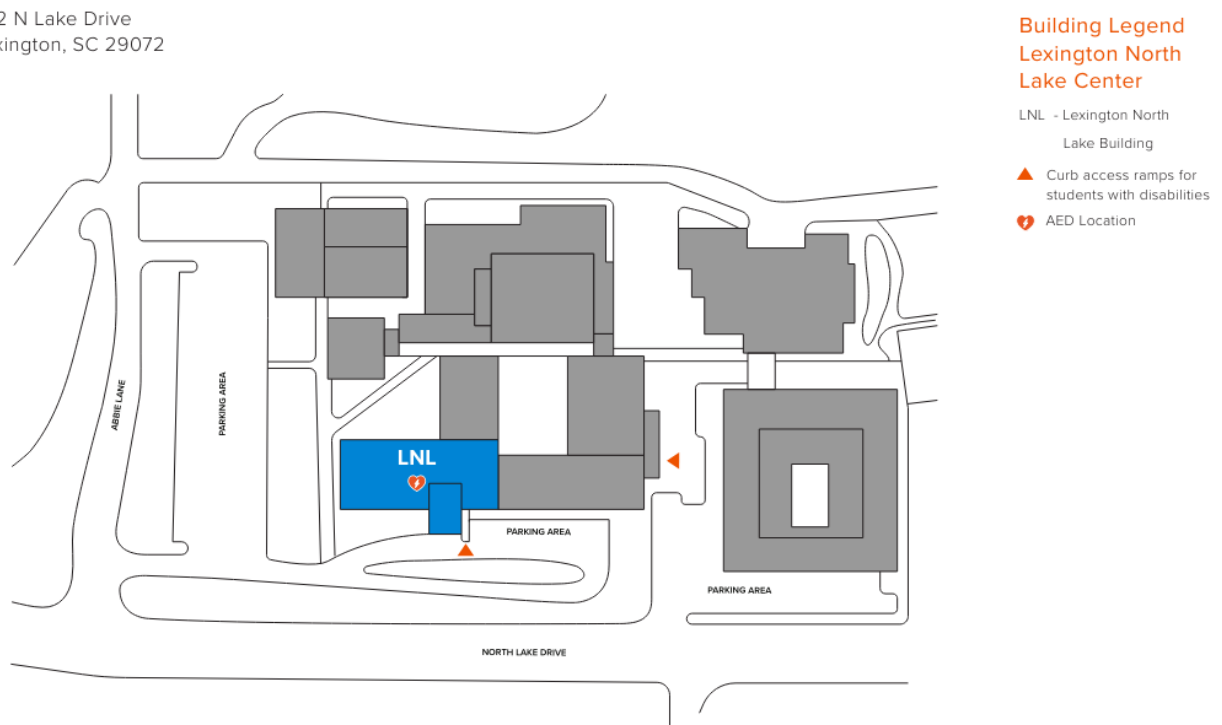 2 N Lake Drive
xington, SC 29072
Building Legend
Lexington North
Lake Center
LNL - Lexington North
Lake Building
Curb access ramps for
students with disabilities
AED Location
ABBIE LANE
PARKING AREA
LNL
PARKING AREA
PARKING AREA
NORTH LAKE DRIVE